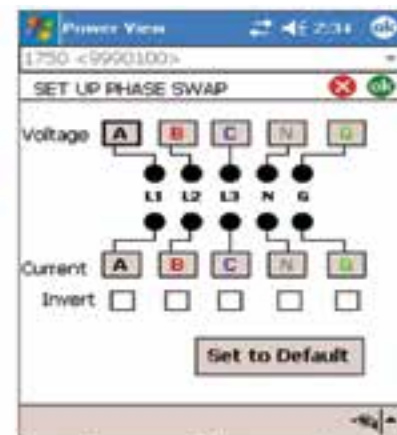 Power View 2:34 ok
1750 <9990100>
SET UP PHASE SWAP ok
Voltage A B C N G
L1 L2 L3 N G
Current A B C N G
Invert
Set to Default